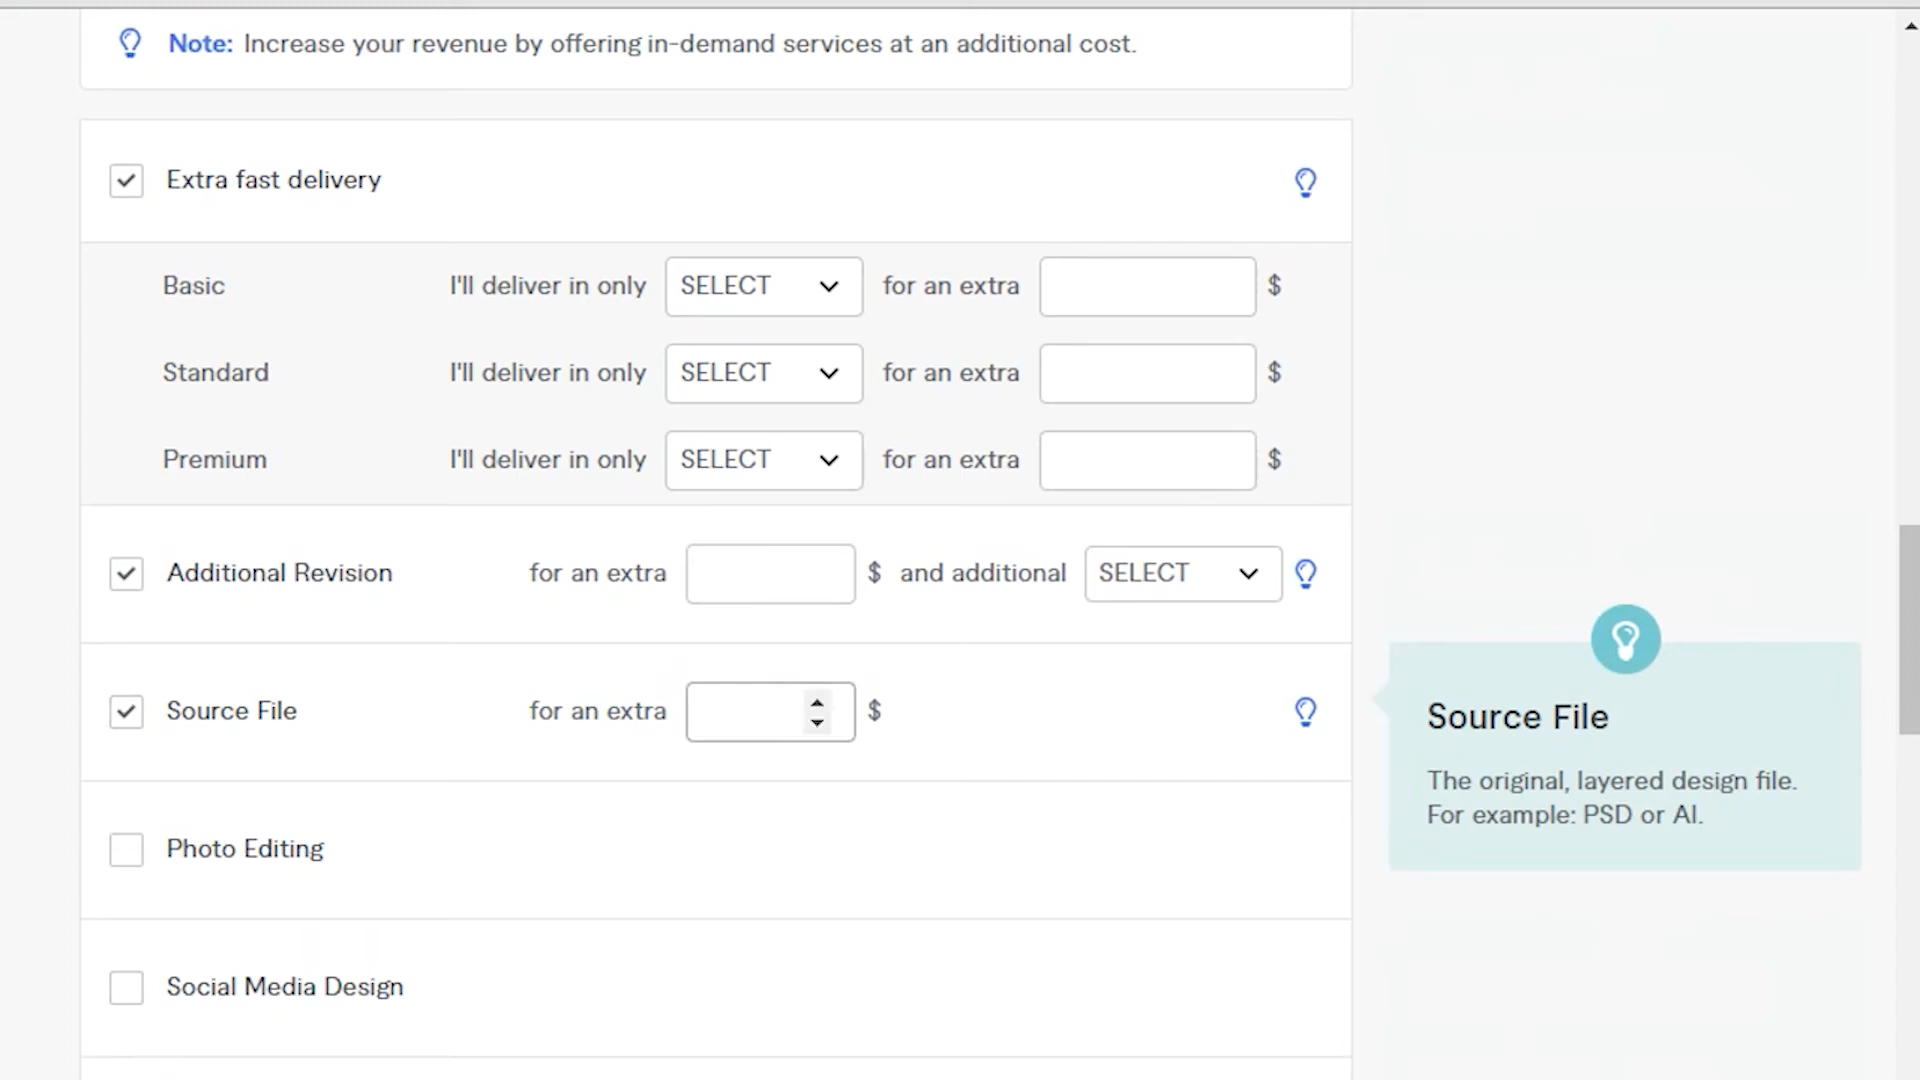 Note: Increase your revenue by offering in-demand services at an additional cost.
Extra fast delivery
Basic I'll deliver in only SELECT for an extra $
Standard I'll deliver in only SELECT for an extra $
Premium I'll deliver in only SELECT for an extra $
Additional Revision for an extra $ and additional SELECT
Source File for an extra $
Source File
The original, layered design file.
For example: PSD or AI.
Photo Editing
Social Media Design